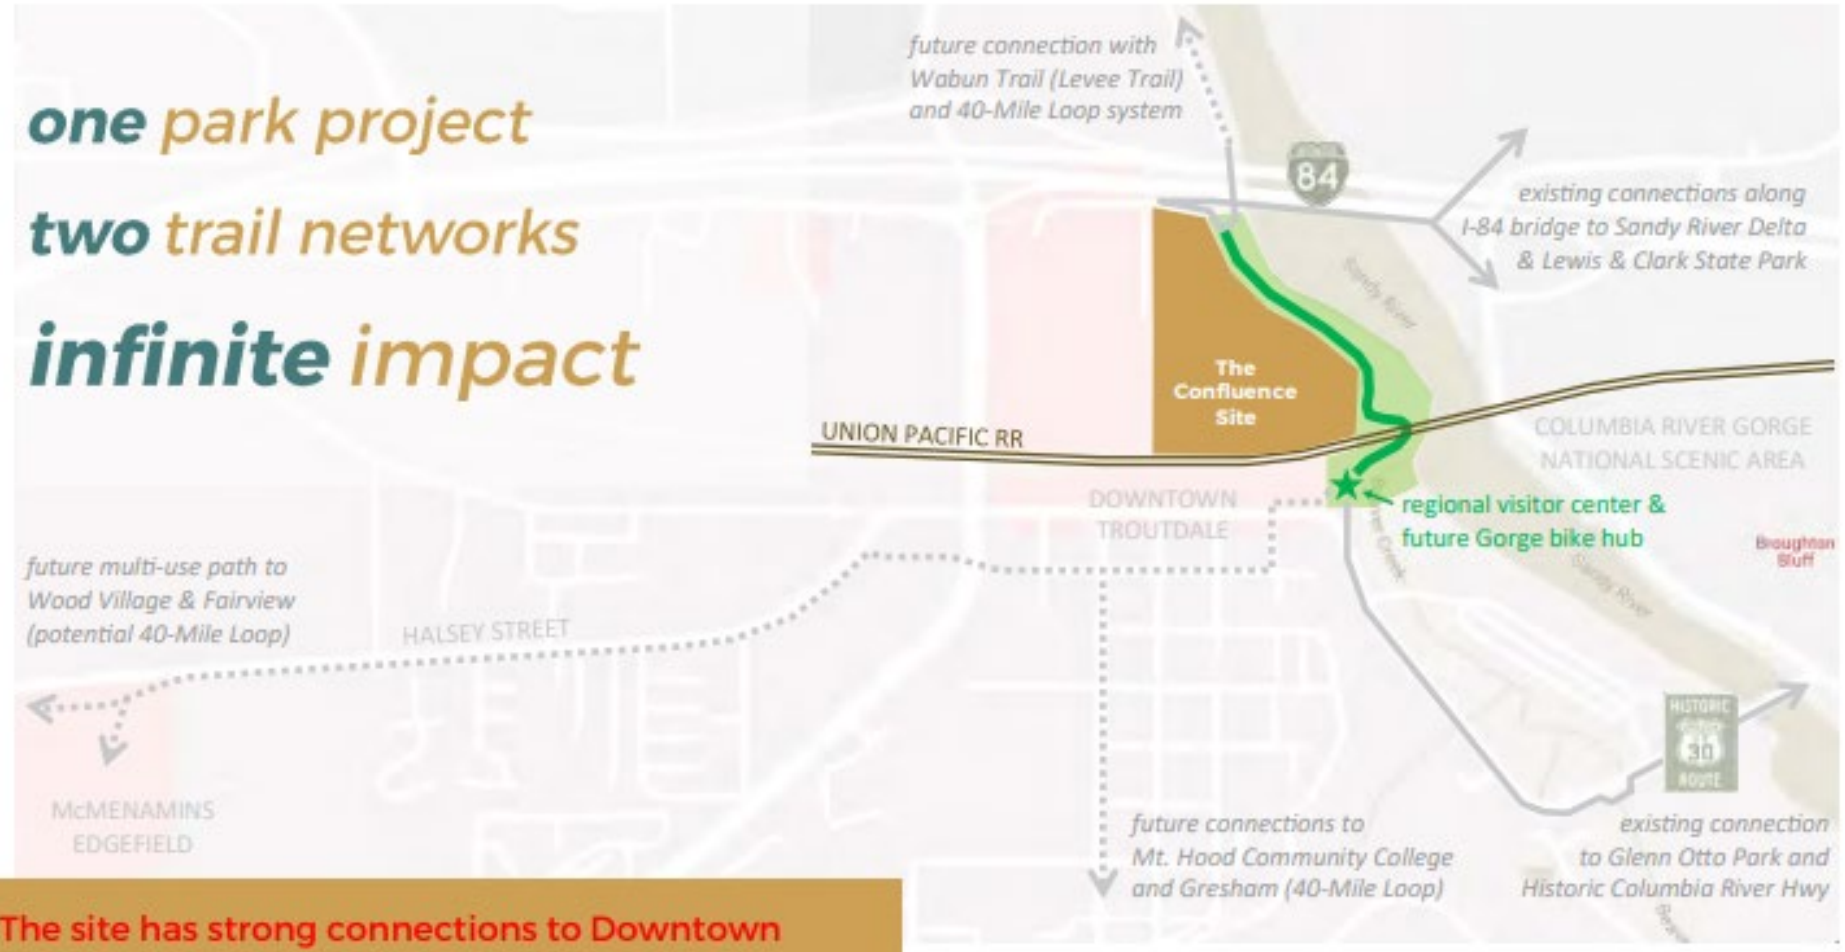 one park project
two trail networks
infinite impact
future connection with
Wabun Trail (Levee Trail)
and 40-Mile Loop system
84
existing connections along
I-84 bridge to Sandy River Delta
& Lewis & Clark State Park
Sandy River
The
Confluence
Site
UNION PACIFIC RR
COLUMBIA RIVER GORGE
NATIONAL SCENIC AREA
DOWNTOWN
TROUTDALE
regional visitor center &
future Gorge bike hub
Broughton
Bluff
Creek
Sandy River
future multi-use path to
Wood Village & Fairview
(potential 40-Mile Loop)
HALSEY STREET
McMENAMINS
EDGEFIELD
HISTORIC
30
ROUTE
future connections to
Mt. Hood Community College
and Gresham (40-Mile Loop)
existing connection
to Glenn Otto Park and
Historic Columbia River Hwy
The site has strong connections to Downtown